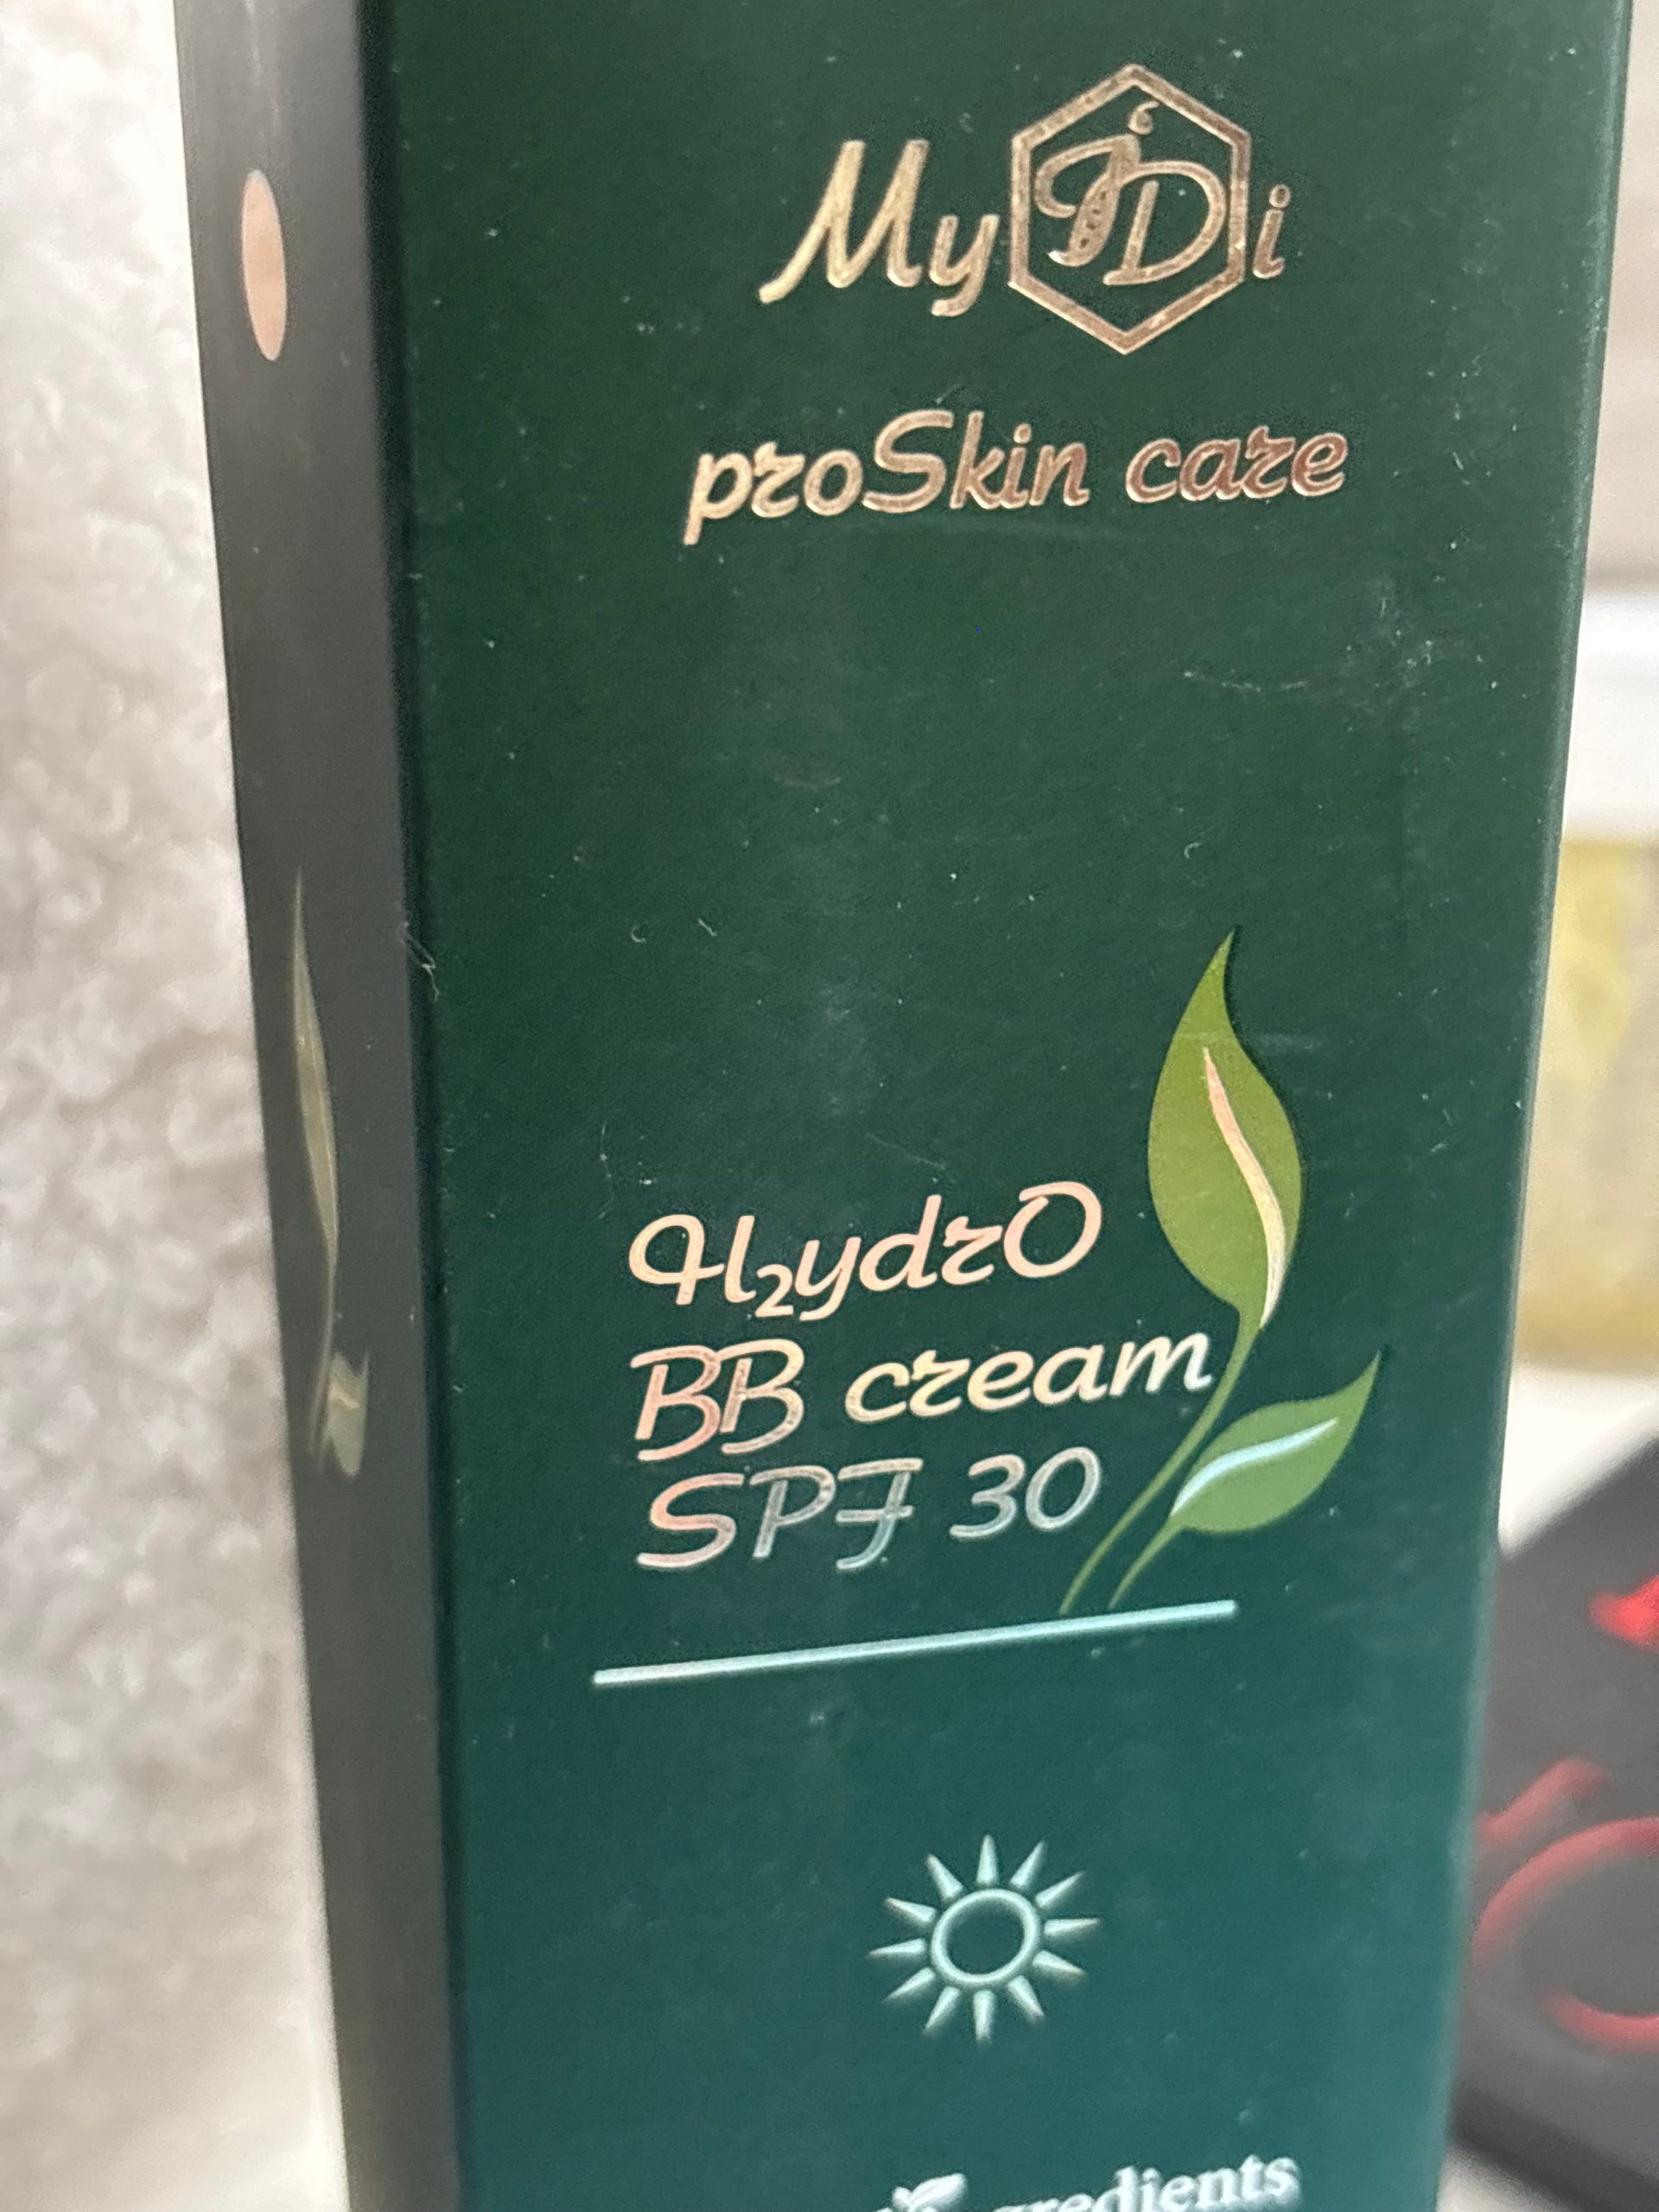 MyIDi
proSkin care
H₂ydrO
BB cream
SPF 30